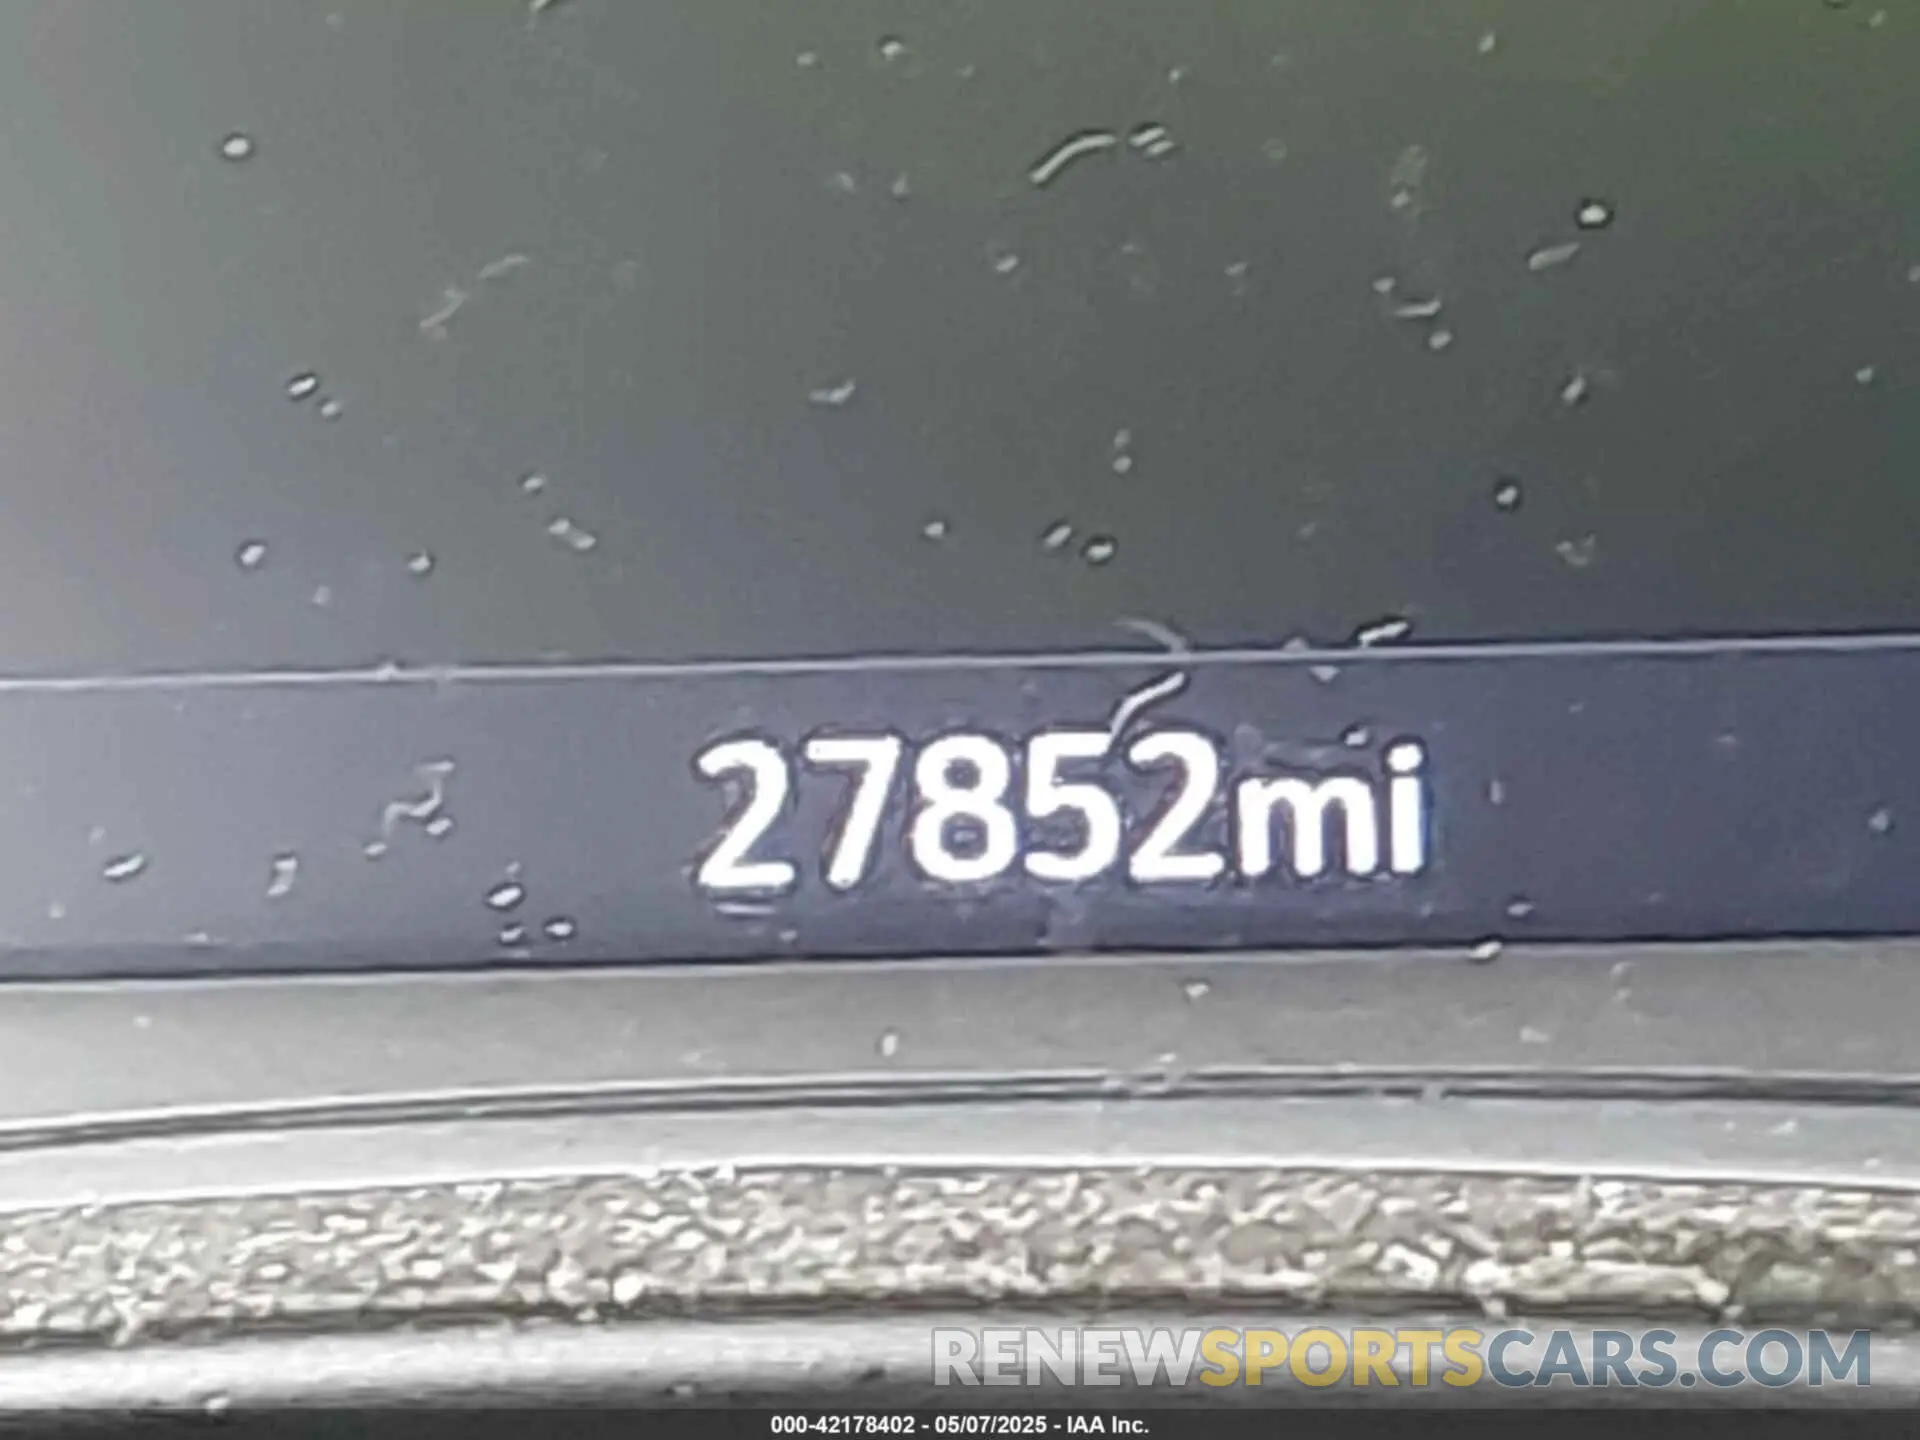 27852mi
RENEWSPORTSCARS.COM
000-42178402 - 05/07/2025 - IAA Inc.